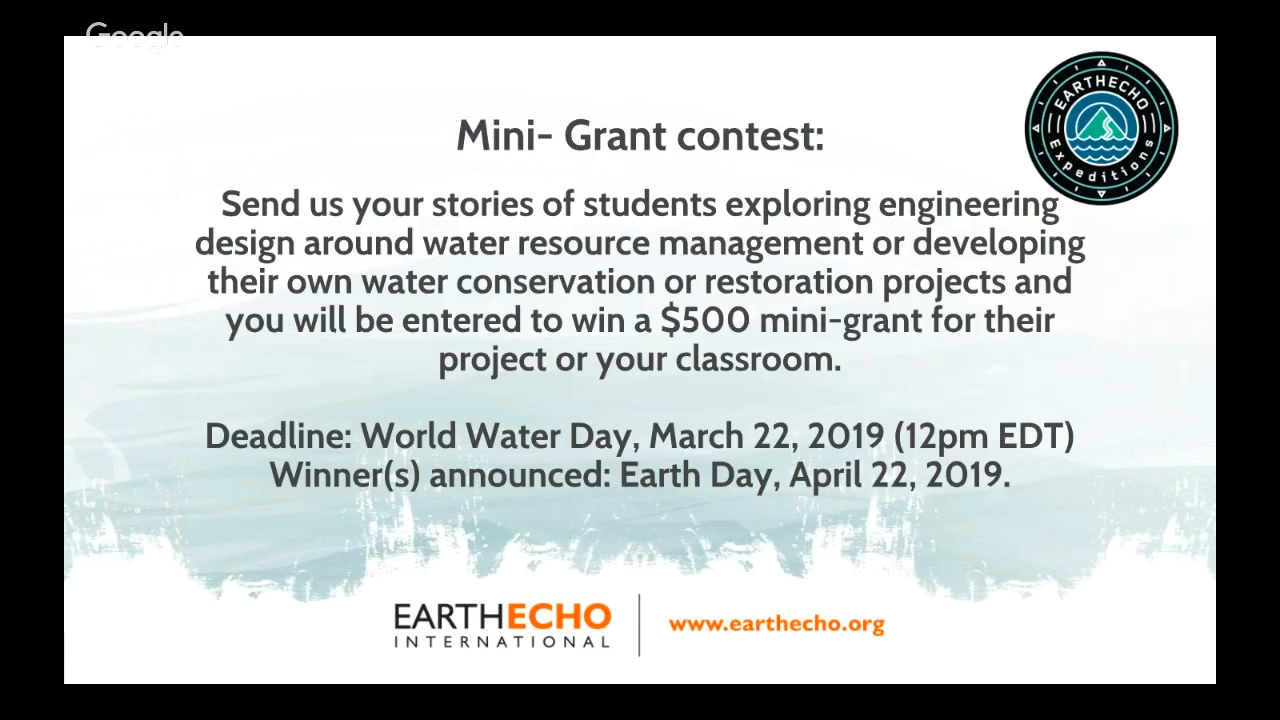 Google
EARTHECHO
Expeditions
Mini- Grant contest:
Send us your stories of students exploring engineering
design around water resource management or developing
their own water conservation or restoration projects and
you will be entered to win a $500 mini-grant for their
project or your classroom.
Deadline: World Water Day, March 22, 2019 (12pm EDT)
Winner(s) announced: Earth Day, April 22, 2019.
EARTHECHO
INTERNATIONAL
www.earthecho.org